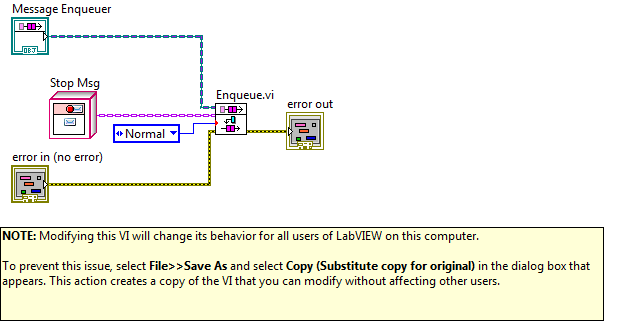 Message Enqueuer
OBJ
Stop Msg
Enqueue.vi
error out
Normal
error in (no error)
NOTE: Modifying this VI will change its behavior for all users of LabVIEW on this computer.
To prevent this issue, select File>>Save As and select Copy (Substitute copy for original) in the dialog box that
appears. This action creates a copy of the VI that you can modify without affecting other users.